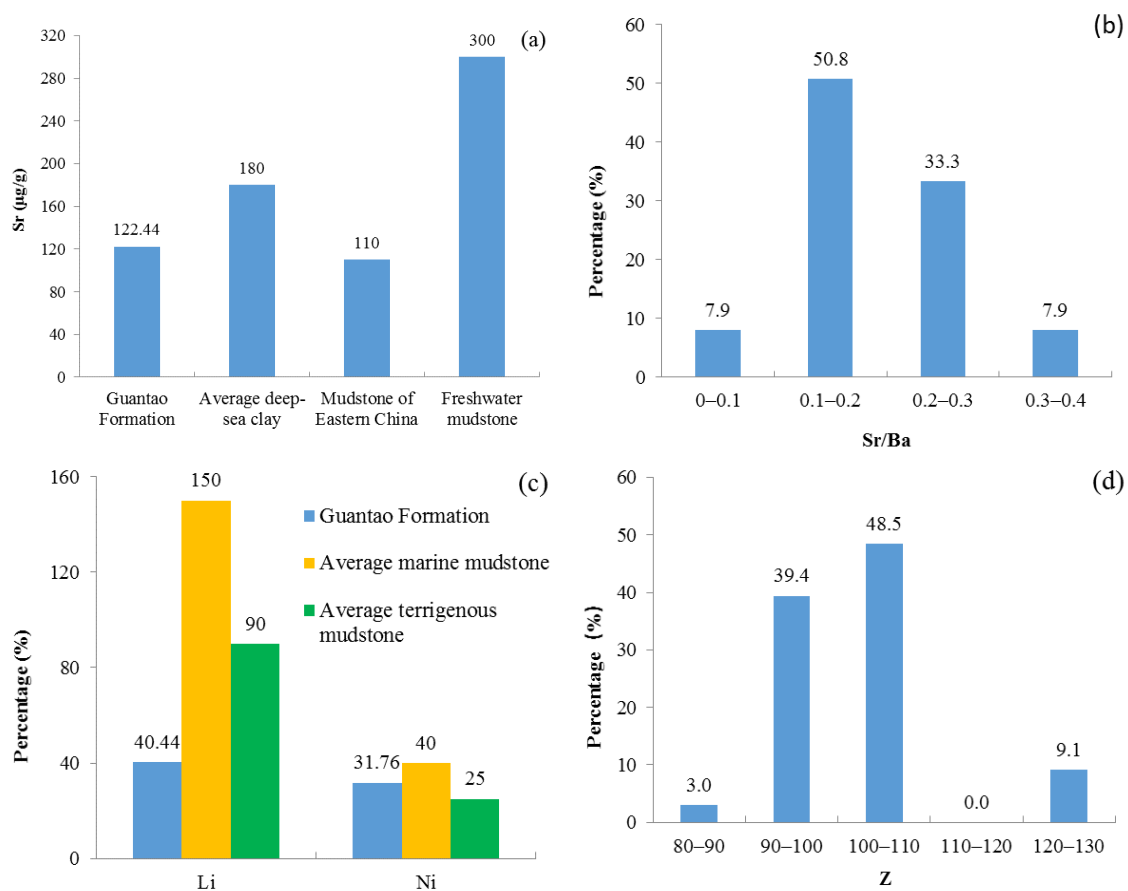 (a)
Sr (μg/g)
320
280
240
200
160
120
80
40
0
122.44
180
110
300
Guantao
Formation
Average deep-
sea clay
Mudstone of
Eastern China
Freshwater
mudstone
(b)
Percentage (%)
60
50
40
30
20
10
0
7.9
50.8
33.3
7.9
0–0.1
0.1–0.2
0.2–0.3
0.3–0.4
Sr/Ba
(c)
Percentage (%)
160
120
80
40
0
40.44
150
90
31.76
40
25
Guantao Formation
Average marine mudstone
Average terrigenous
mudstone
Li
Ni
(d)
Percentage (%)
60
50
40
30
20
10
0
3.0
39.4
48.5
0.0
9.1
80–90
90–100
100–110
110–120
120–130
Z